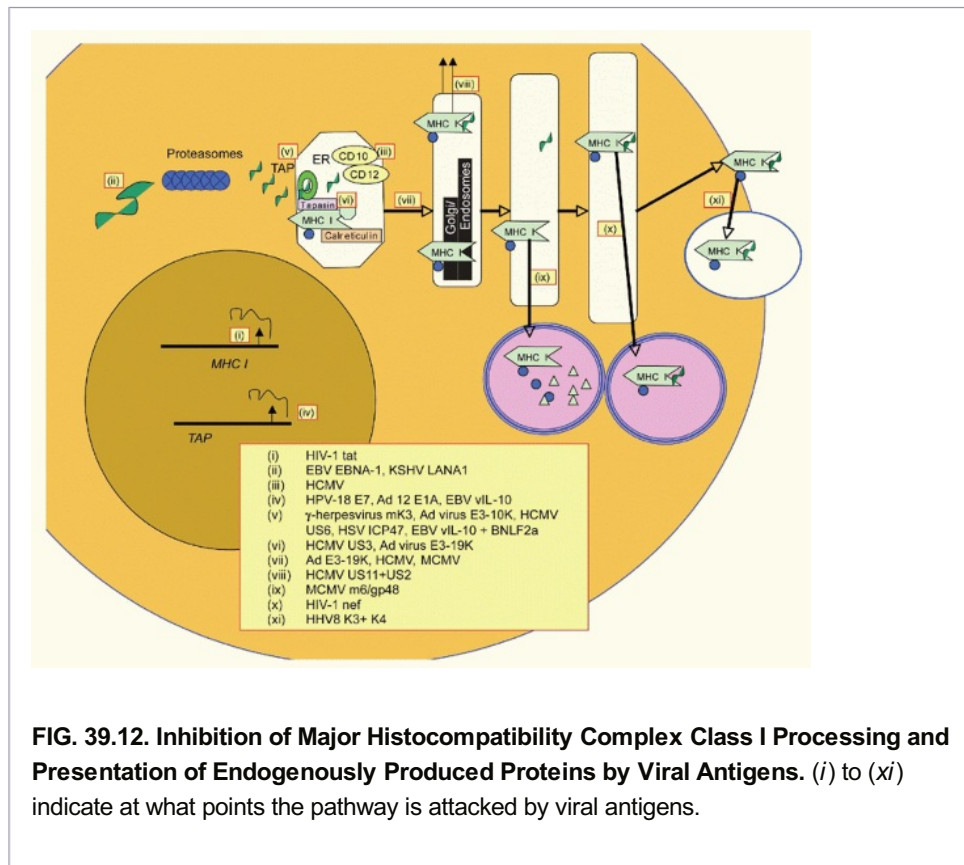 (viii)
MHC I
Proteasomes
(v)
ER
CD10
(iii)
MHC I
MHC I
(ii)
TAP
CD12
(xi)
Tapasin
(vi)
(vii)
Golgi/
Endosomes
(x)
MHC I
MHC I
MHC I
MHC I
Calreticulin
MHC I
(ix)
(i)
MHC I
MHC I
MHC I
(iv)
TAP
(i) HIV-1 tat
(ii) EBV EBNA-1, KSHV LANA1
(iii) HCMV
(iv) HPV-18 E7, Ad 12 E1A, EBV vIL-10
(v) γ-herpesvirus mK3, Ad virus E3-10K, HCMV
US6, HSV ICP47, EBV vIL-10 + BNLF2a
(vi) HCMV US3, Ad virus E3-19K
(vii) Ad E3-19K, HCMV, MCMV
(viii) HCMV US11+US2
(ix) MCMV m6/gp48
(x) HIV-1 nef
(xi) HHV8 K3+ K4
FIG. 39.12. Inhibition of Major Histocompatibility Complex Class I Processing and
Presentation of Endogenously Produced Proteins by Viral Antigens. (i) to (xi)
indicate at what points the pathway is attacked by viral antigens.